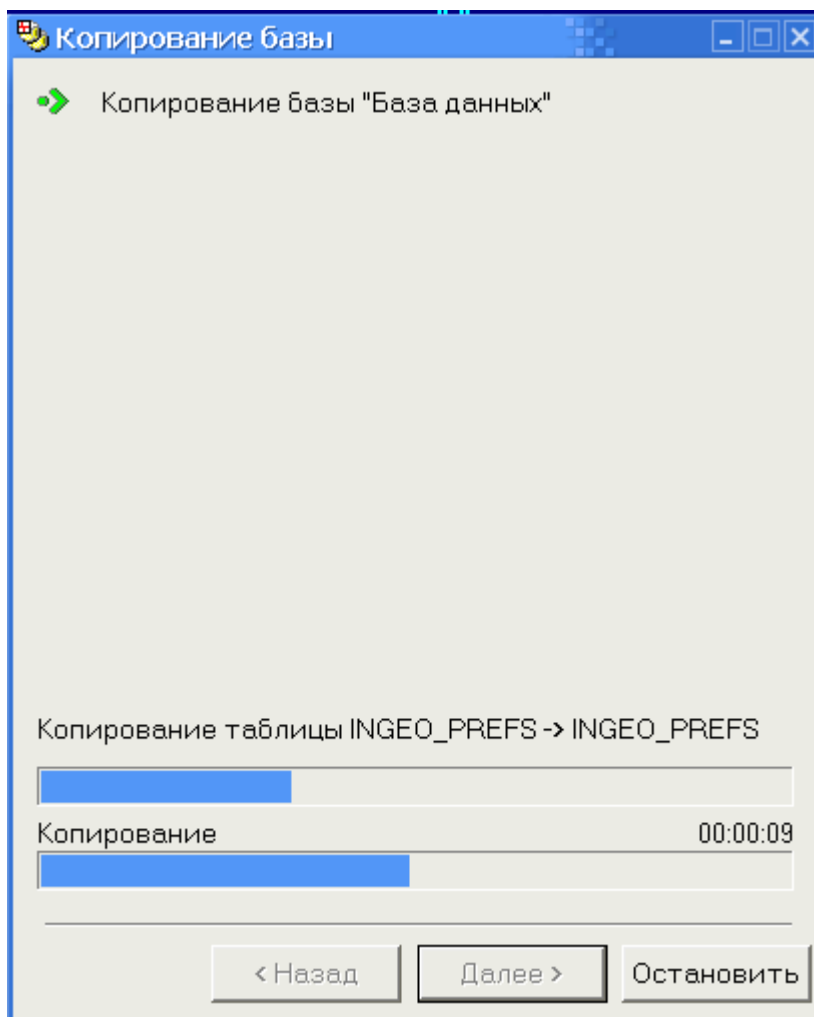 Копирование базы
Копирование базы "База данных"
Копирование таблицы INGEO_PREFS -> INGEO_PREFS
Копирование 00:00:09
< Назад Далее > Остановить